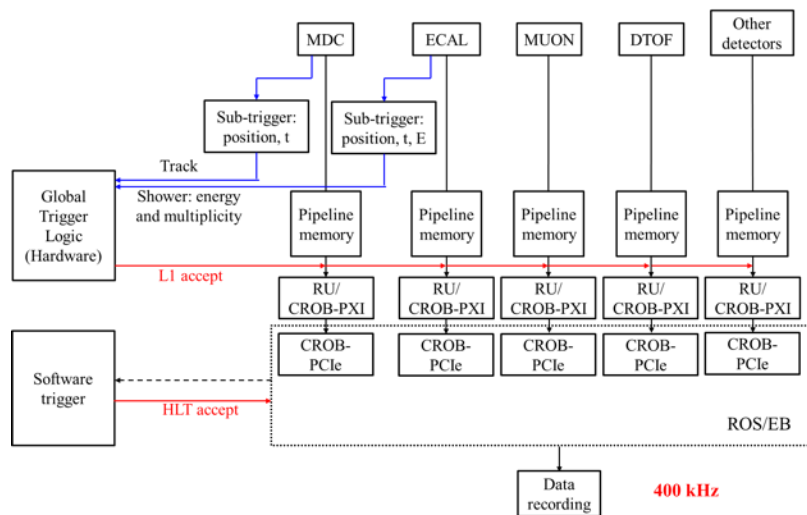 MDC
ECAL
MUON
DTOF
Other
detectors
Sub-trigger:
position, t
Sub-trigger:
position, t, E
Track
Shower: energy
and multiplicity
Global
Trigger
Logic
(Hardware)
Pipeline
memory
Pipeline
memory
Pipeline
memory
Pipeline
memory
Pipeline
memory
L1 accept
RU/
CROB-PXI
RU/
CROB-PXI
RU/
CROB-PXI
RU/
CROB-PXI
RU/
CROB-PXI
CROB-
PCIe
CROB-
PCIe
CROB-
PCIe
CROB-
PCIe
CROB-
PCIe
Software
trigger
HLT accept
ROS/EB
Data
recording
400 kHz